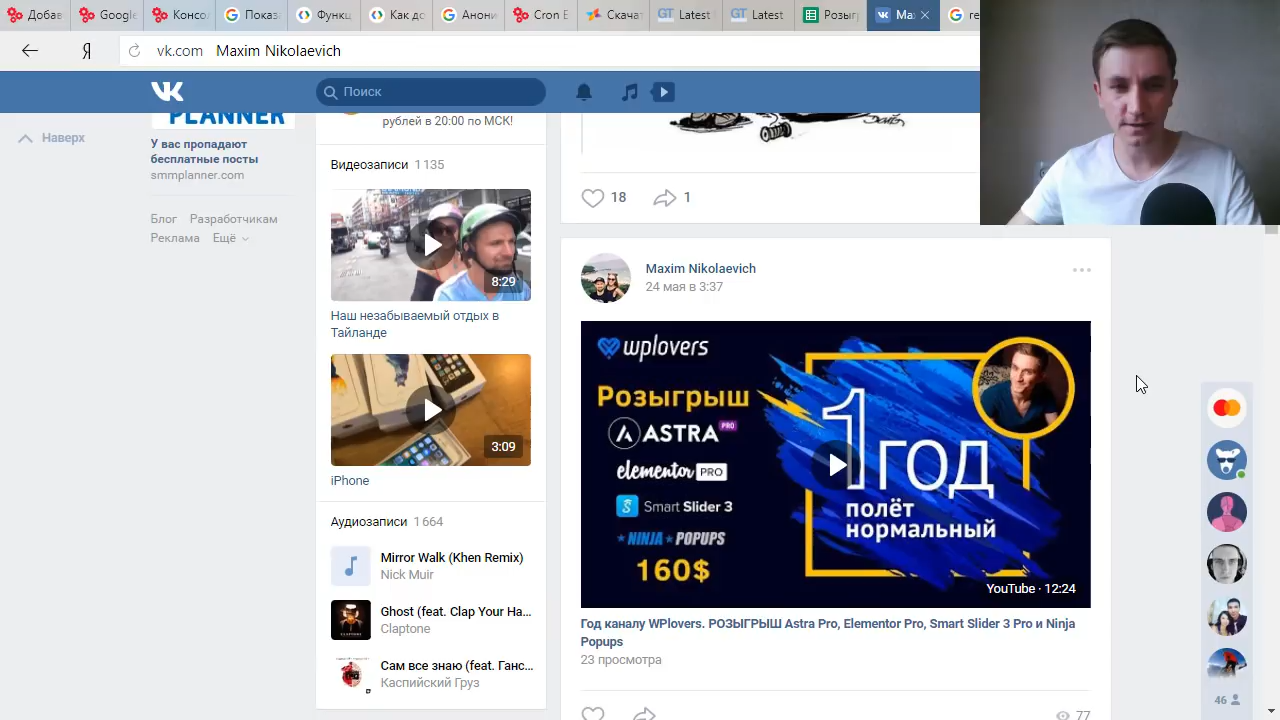 Добав
Google
Консо
Показ
Функц
Как до
Анони
Cron E
Скачат
GT Latest
GT Latest
Розыг
Ма
re
Я
vk.com Maxim Nikolaevich
Поиск
Наверх
PLANNER
У вас пропадают
бесплатные посты
smmplanner.com
Блог Разработчикам
Реклама Ещё
рублей в 20:00 по МСК!
Видеозаписи 1 135
8:29
Наш незабываемый отдых в
Тайланде
3:09
iPhone
Аудиозаписи 1 664
Mirror Walk (Khen Remix)
Nick Muir
Ghost (feat. Clap Your Ha...
Claptone
Сам все знаю (feat. Ганс...
Каспийский Груз
18
1
Maxim Nikolaevich
24 мая в 3:37
wplovers
Розыгрыш
ASTRA PRO
elementor PRO
Smart Slider 3
NINJA POPUPS
160$
1 год
полёт
нормальный
YouTube · 12:24
Год каналу WPlovers. РОЗЫГРЫШ Astra Pro, Elementor Pro, Smart Slider 3 Pro и Ninja
Popups
23 просмотра
77
46